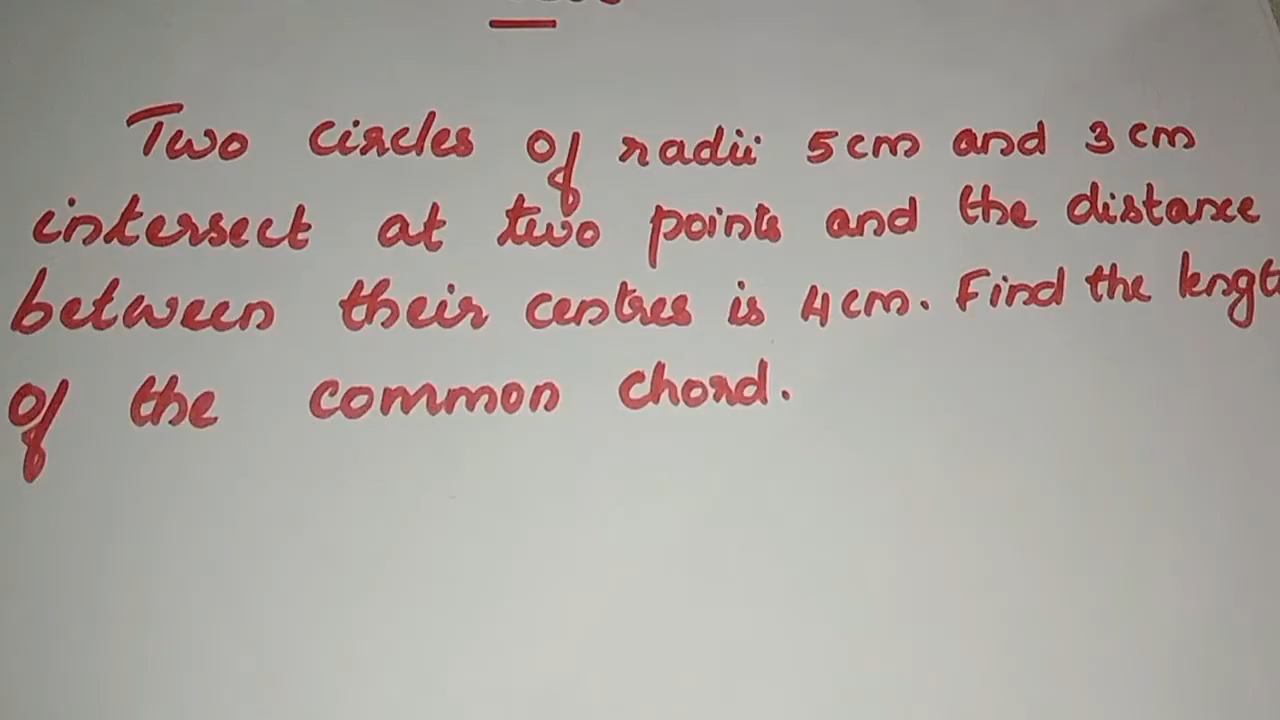 Two circles of radii 5cm and 3cm
intersect at two points and the distance
between their centres is 4cm. Find the lengt
of the common chord.